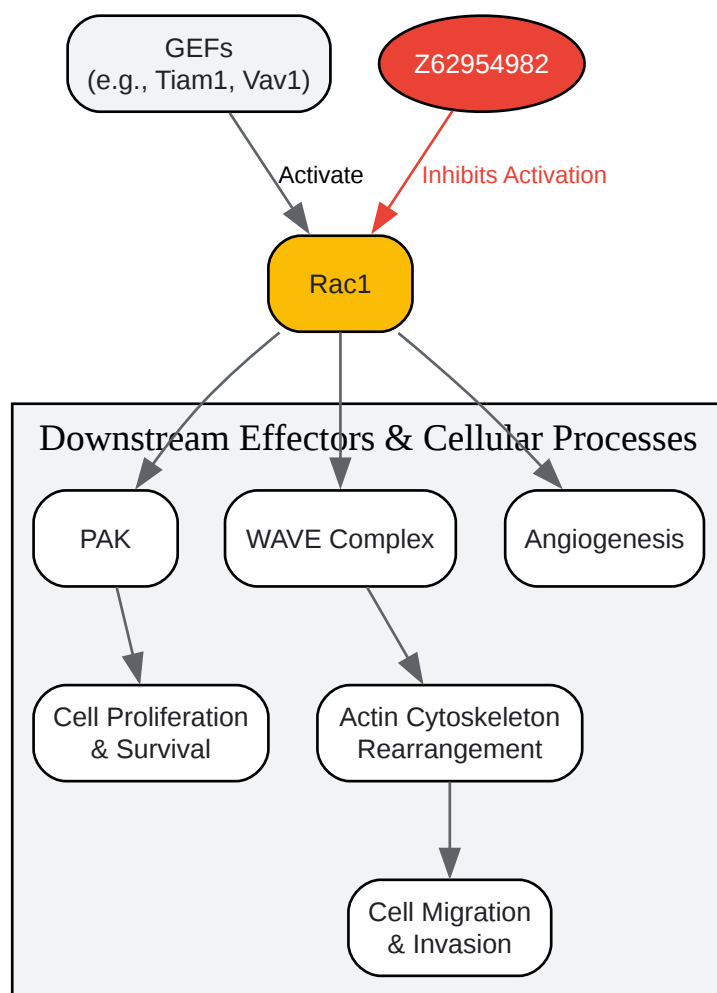 GEFs
(e.g., Tiam1, Vav1)
Z62954982
Activate
Inhibits Activation
Rac1
Downstream Effectors & Cellular Processes
PAK
WAVE Complex
Angiogenesis
Cell Proliferation
& Survival
Actin Cytoskeleton
Rearrangement
Cell Migration
& Invasion